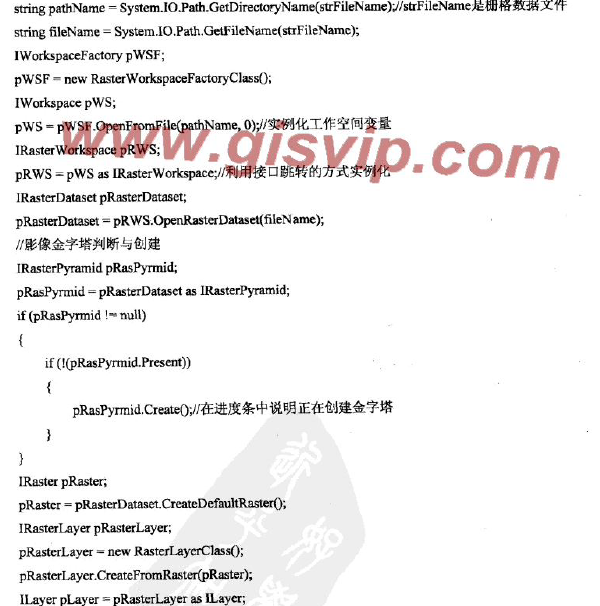 string pathName = System.IO.Path.GetDirectoryName(strFileName);//strFileName是栅格数据文件
string fileName = System.IO.Path.GetFileName(strFileName);
IWorkspaceFactory pWSF;
pWSF = new RasterWorkspaceFactoryClass();
IWorkspace pWS;
pWS = pWSF.OpenFromFile(pathName, 0);//实例化工作空间变量
IRasterWorkspace pRWS;
www.gisvip.com
pRWS = pWS as IRasterWorkspace;//利用接口跳转的方式实例化
IRasterDataset pRasterDataset;
pRasterDataset = pRWS.OpenRasterDataset(fileName);
//影像金字塔判断与创建
IRasterPyramid pRasPyrmid;
pRasPyrmid = pRasterDataset as IRasterPyramid;
if (pRasPyrmid != null)
{
if (!(pRasPyrmid.Present))
{
pRasPyrmid.Create();//在进度条中说明正在创建金字塔
}
}
IRaster pRaster;
pRaster = pRasterDataset.CreateDefaultRaster();
IRasterLayer pRasterLayer;
pRasterLayer = new RasterLayerClass();
pRasterLayer.CreateFromRaster(pRaster);
ILayer pLayer = pRasterLayer as ILayer;